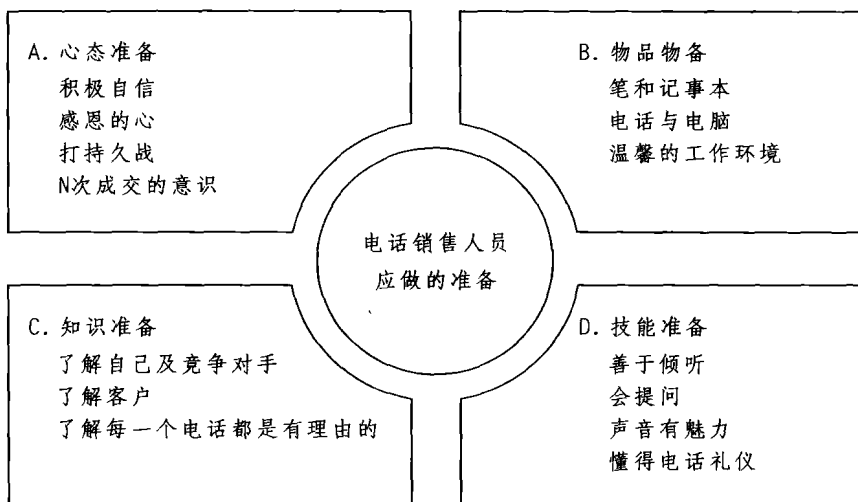 A. 心态准备
积极自信
感恩的心
打持久战
N次成交的意识
B. 物品物备
笔和记事本
电话与电脑
温馨的工作环境
电话销售人员
应做的准备
C. 知识准备
了解自己及竞争对手
了解客户
了解每一个电话都是有理由的
D. 技能准备
善于倾听
会提问
声音有魅力
懂得电话礼仪